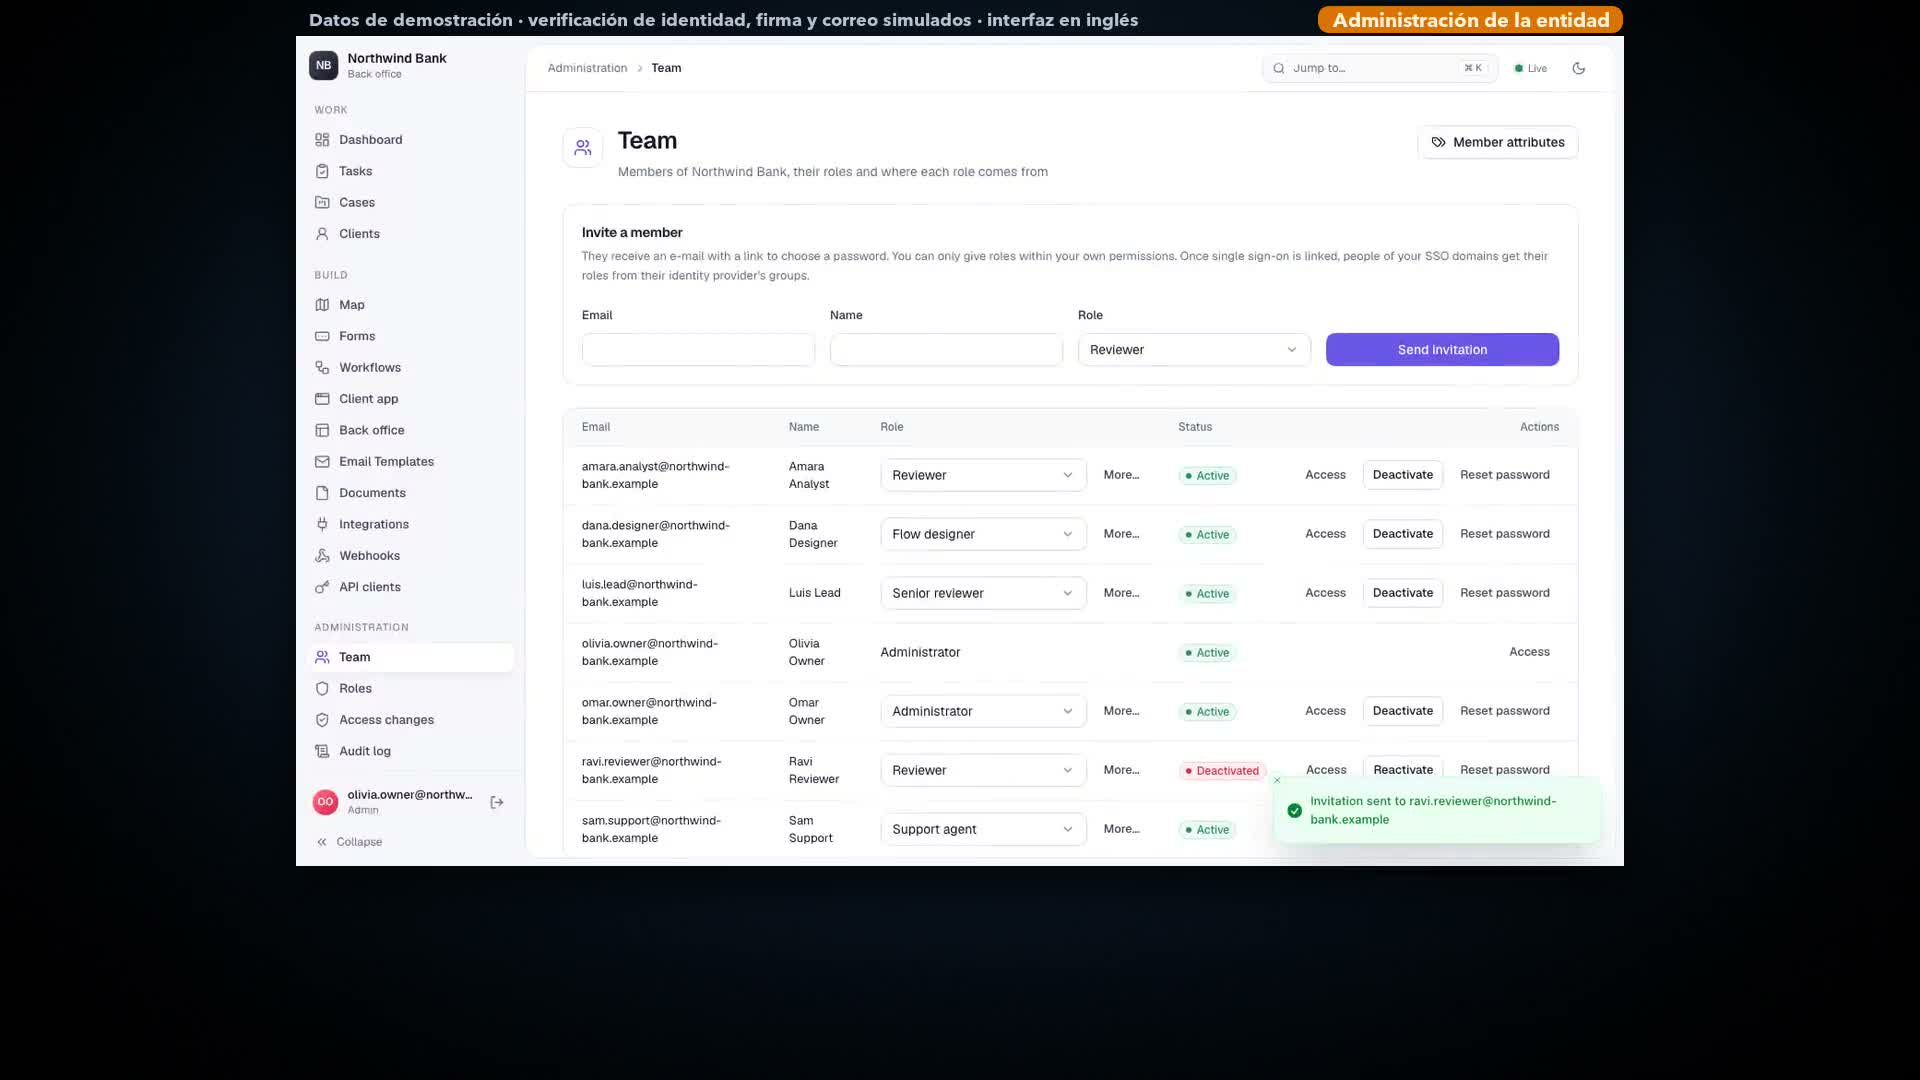 Datos de demostración · verificación de identidad, firma y correo simulados · interfaz en inglés
Administración de la entidad
NB
Northwind Bank
Back office
Administration > Team
Jump to...
⌘ K
Live
WORK
Dashboard
Tasks
Cases
Clients
BUILD
Map
Forms
Workflows
Client app
Back office
Email Templates
Documents
Integrations
Webhooks
API clients
ADMINISTRATION
Team
Roles
Access changes
Audit log
OO
olivia.owner@northw...
Admin
Collapse
Team
Members of Northwind Bank, their roles and where each role comes from
Member attributes
Invite a member
They receive an e-mail with a link to choose a password. You can only give roles within your own permissions. Once single sign-on is linked, people of your SSO domains get their
roles from their identity provider's groups.
Email Name Role
Reviewer
Send invitation
Email Name Role Status Actions
amara.analyst@northwind-
bank.example
Amara
Analyst
Reviewer More... Active Access Deactivate Reset password
dana.designer@northwind-
bank.example
Dana
Designer
Flow designer More... Active Access Deactivate Reset password
luis.lead@northwind-
bank.example
Luis Lead
Senior reviewer More... Active Access Deactivate Reset password
olivia.owner@northwind-
bank.example
Olivia
Owner
Administrator Active Access
omar.owner@northwind-
bank.example
Omar
Owner
Administrator More... Active Access Deactivate Reset password
ravi.reviewer@northwind-
bank.example
Ravi
Reviewer
Reviewer More... Deactivated Access Reactivate Reset password
sam.support@northwind-
bank.example
Sam
Support
Support agent More... Active
Invitation sent to ravi.reviewer@northwind-
bank.example